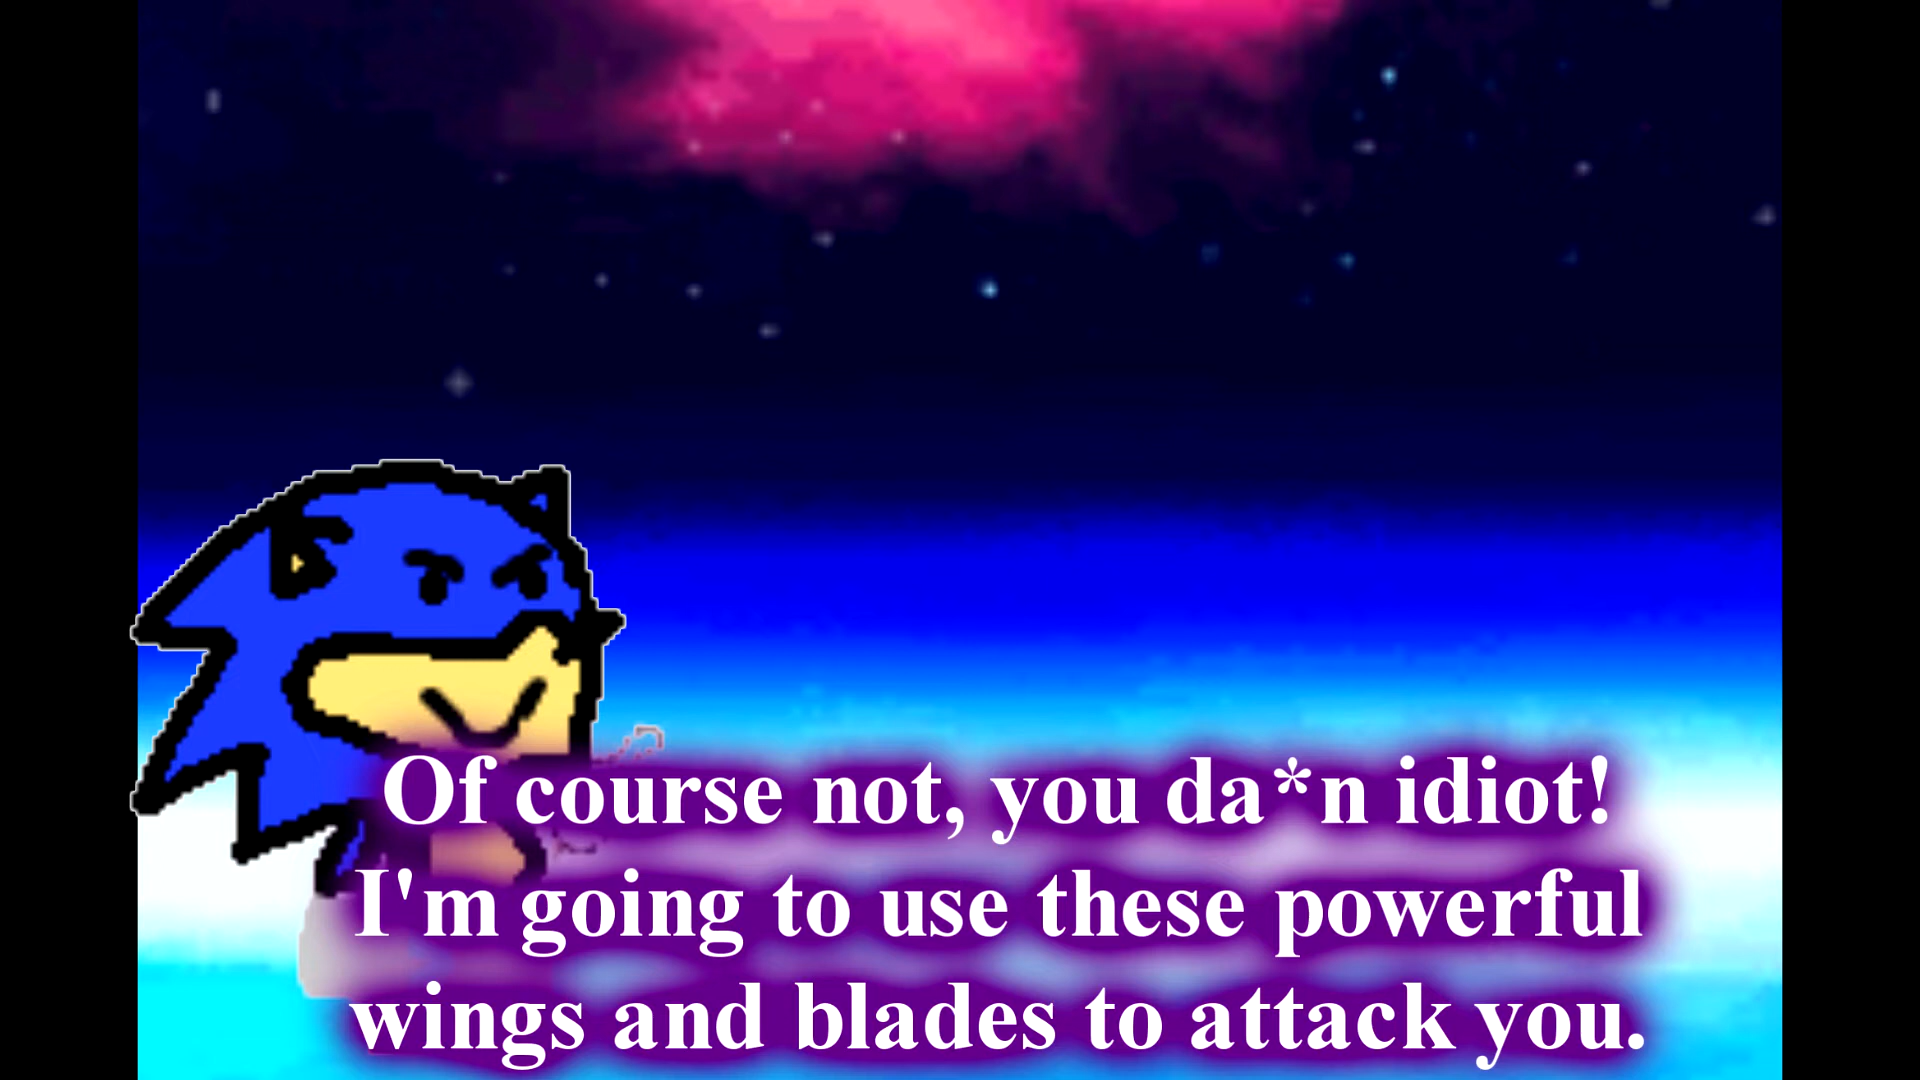 Of course not, you da*n idiot!
I'm going to use these powerful
wings and blades to attack you.